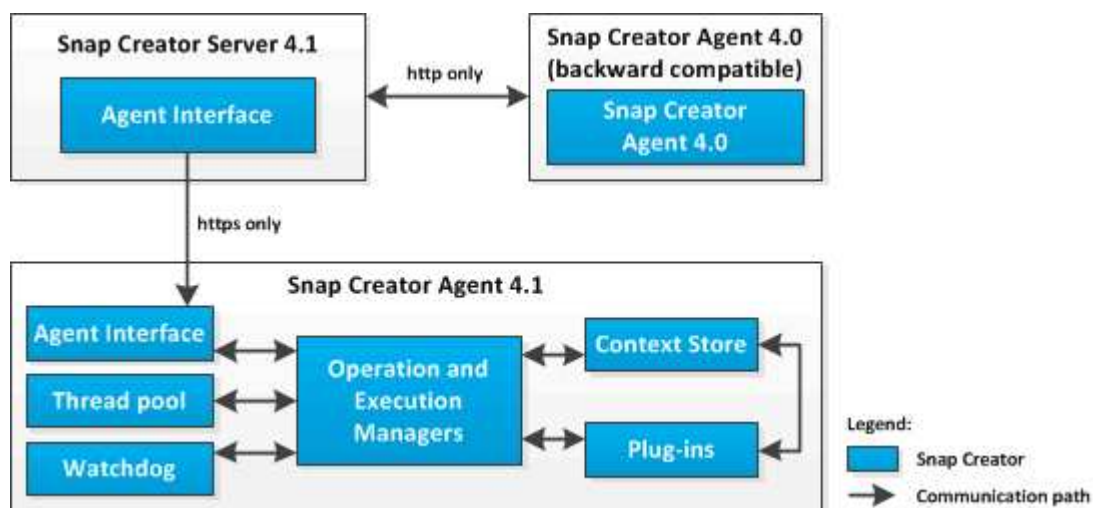 Snap Creator Server 4.1
Agent Interface
http only
Snap Creator Agent 4.0
(backward compatible)
Snap Creator
Agent 4.0
https only
Snap Creator Agent 4.1
Agent Interface
Thread pool
Watchdog
Operation and
Execution
Managers
Context Store
Plug-ins
Legend:
Snap Creator
Communication path